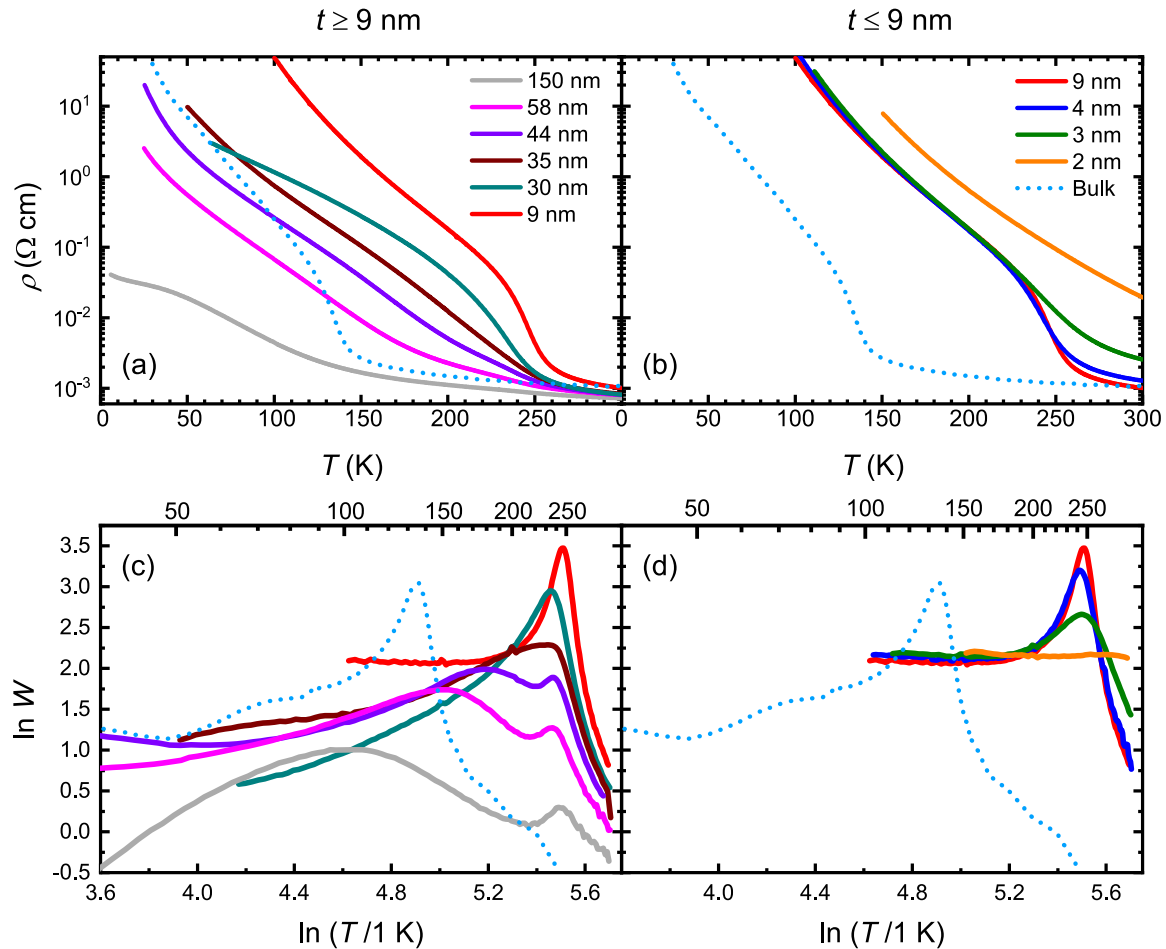 t ≥ 9 nm
t ≤ 9 nm
(a)
150 nm
58 nm
44 nm
35 nm
30 nm
9 nm
10¹
10⁰
10⁻¹
10⁻²
10⁻³
ρ (Ω cm)
0 50 100 150 200 250 0
T (K)
(b)
9 nm
4 nm
3 nm
2 nm
Bulk
50 100 150 200 250 300
T (K)
50 100 150 200 250
(c)
3.5
3.0
2.5
2.0
1.5
1.0
0.5
0.0
-0.5
ln W
3.6 4.0 4.4 4.8 5.2 5.6
ln (T /1 K)
50 100 150 200 250
(d)
4.0 4.4 4.8 5.2 5.6
ln (T /1 K)